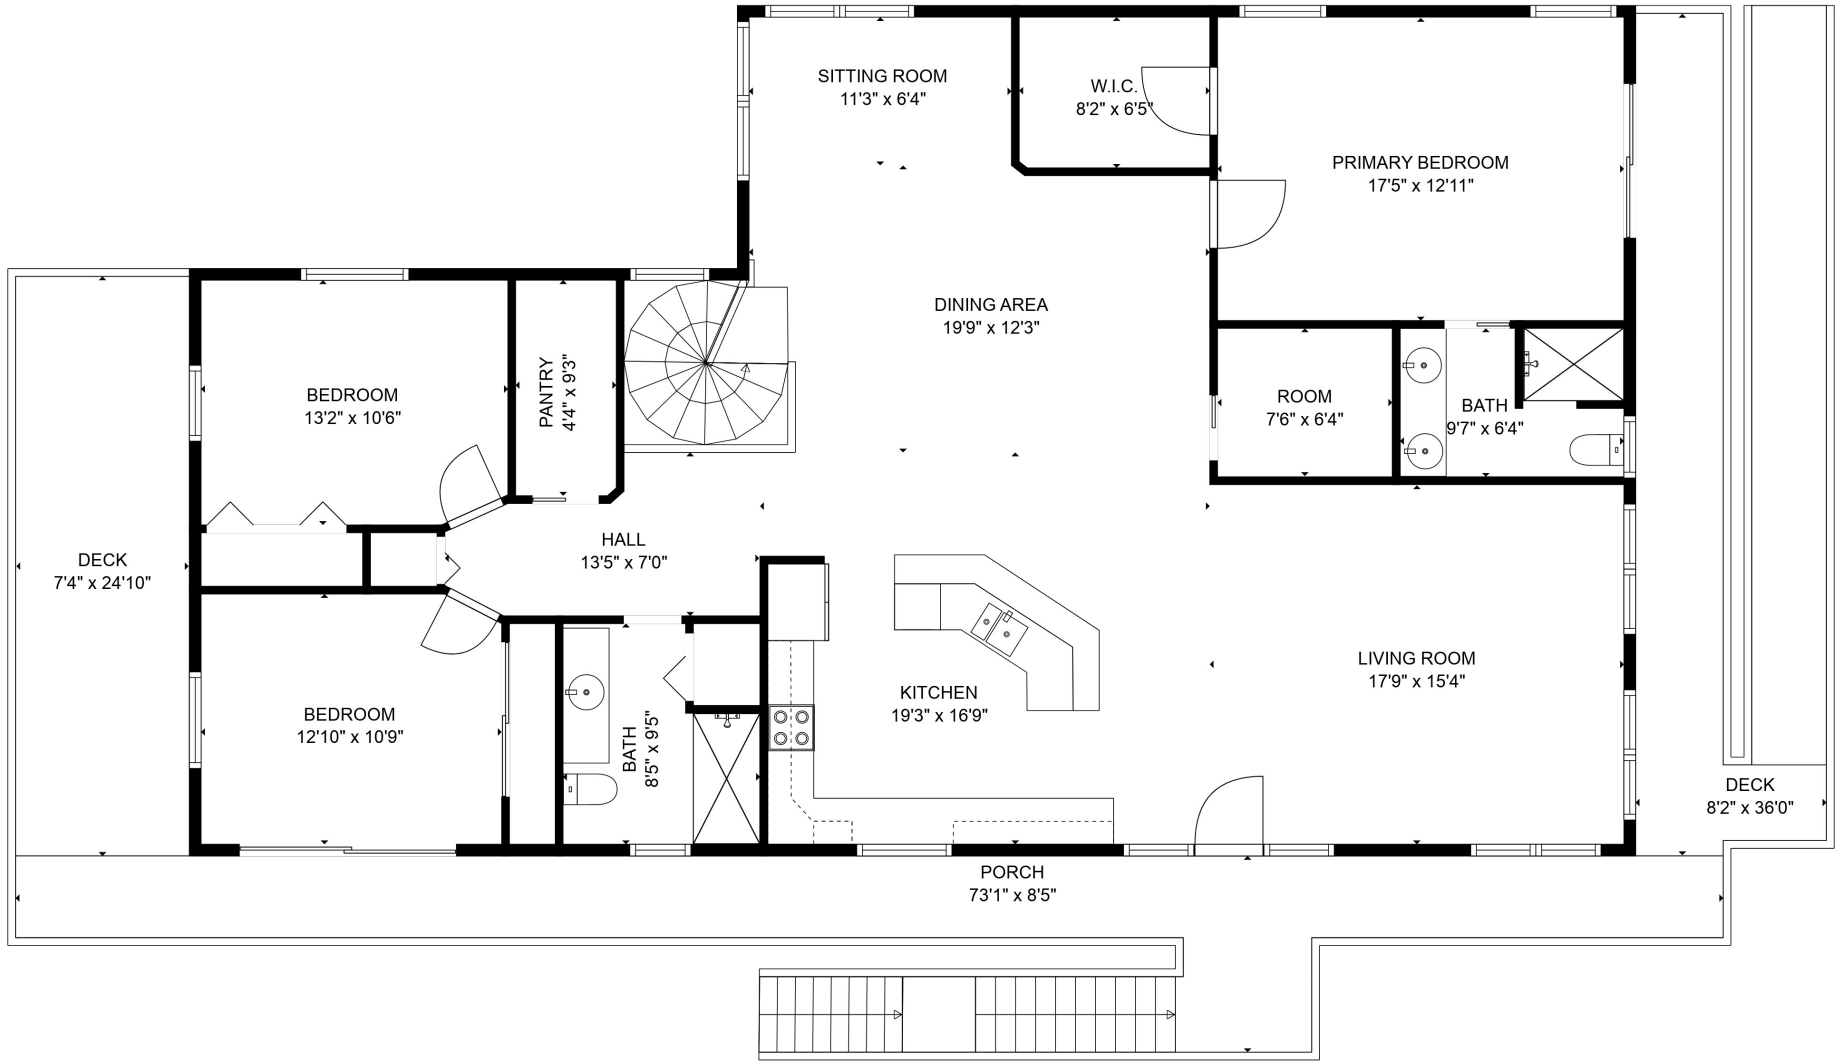 SITTING ROOM
11'3" x 6'4"
W.I.C.
8'2" x 6'5"
PRIMARY BEDROOM
17'5" x 12'11"
DINING AREA
19'9" x 12'3"
BEDROOM
13'2" x 10'6"
PANTRY
4'4" x 9'3"
ROOM
7'6" x 6'4"
BATH
9'7" x 6'4"
DECK
7'4" x 24'10"
HALL
13'5" x 7'0"
BEDROOM
12'10" x 10'9"
BATH
8'5" x 9'5"
KITCHEN
19'3" x 16'9"
LIVING ROOM
17'9" x 15'4"
DECK
8'2" x 36'0"
PORCH
73'1" x 8'5"